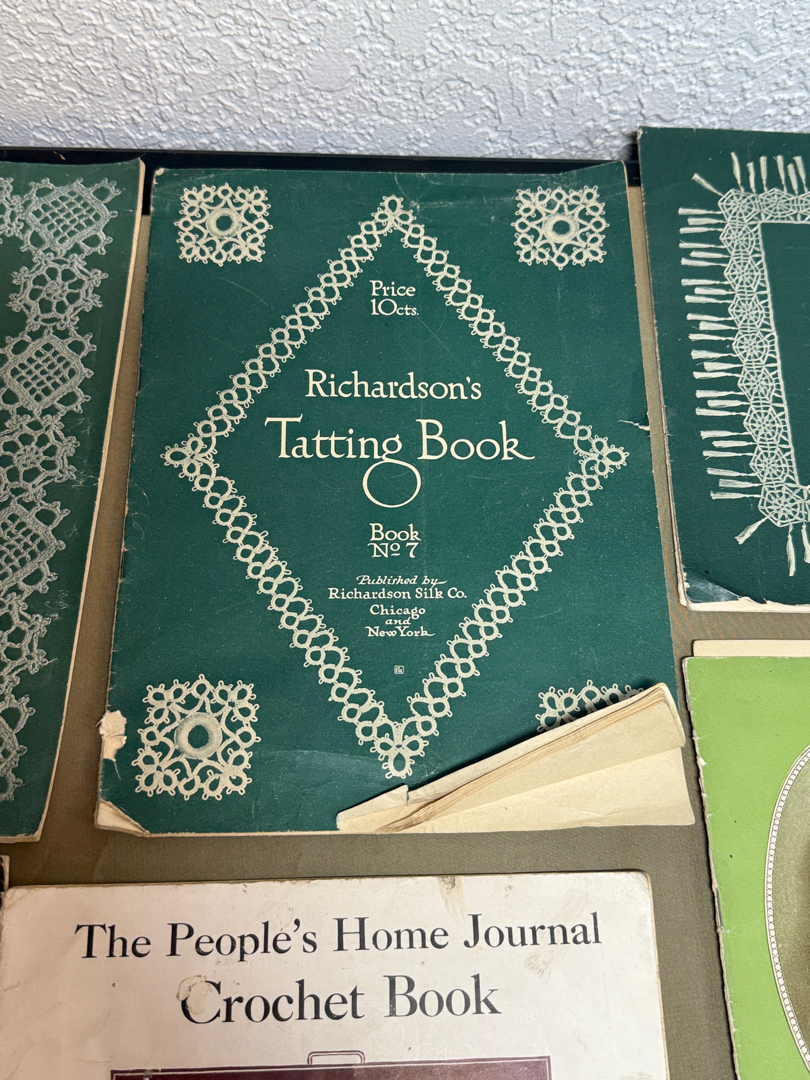 Price
10cts.
Richardson's
Tatting Book
Book
No 7
Published by
Richardson Silk Co.
Chicago
and
New York
The People's Home Journal
Crochet Book